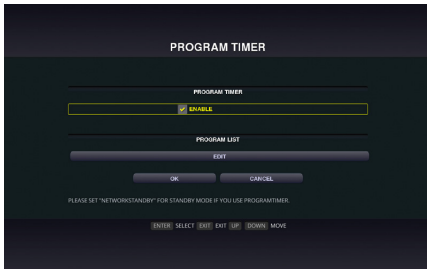 PROGRAM TIMER
PROGRAM TIMER
ENABLE
PROGRAM LIST
EDIT
OK CANCEL
PLEASE SET "NETWORKSTANDBY" FOR STANDBY MODE IF YOU USE PROGRAMTIMER.
ENTER SELECT EXIT EXIT UP DOWN MOVE